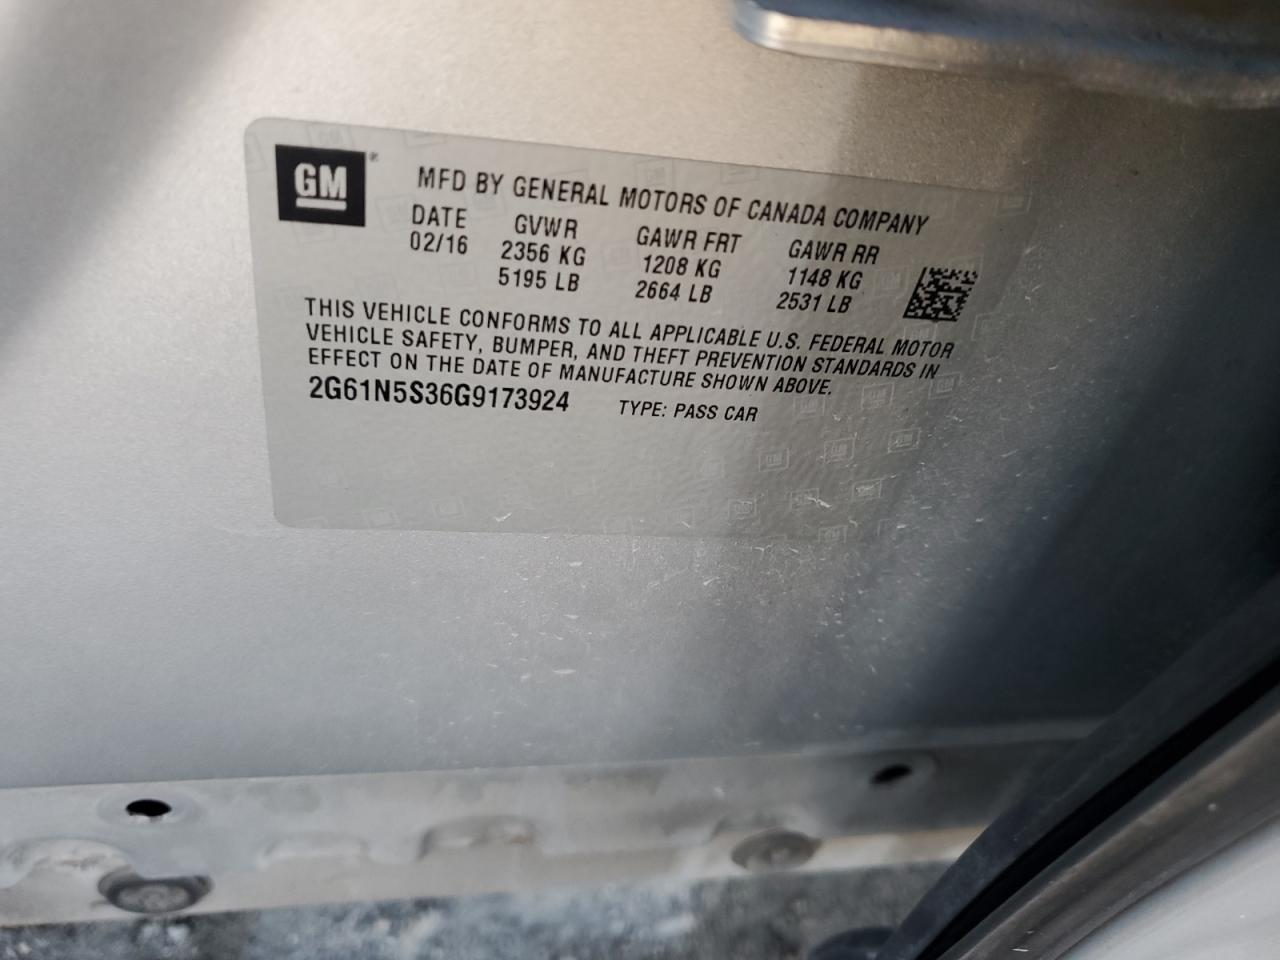 GM
MFD BY GENERAL MOTORS OF CANADA COMPANY
DATE GVWR GAWR FRT GAWR RR
02/16 2356 KG 1208 KG 1148 KG
5195 LB 2664 LB 2531 LB
THIS VEHICLE CONFORMS TO ALL APPLICABLE U.S. FEDERAL MOTOR
VEHICLE SAFETY, BUMPER, AND THEFT PREVENTION STANDARDS IN
EFFECT ON THE DATE OF MANUFACTURE SHOWN ABOVE.
2G61N5S36G9173924 TYPE: PASS CAR